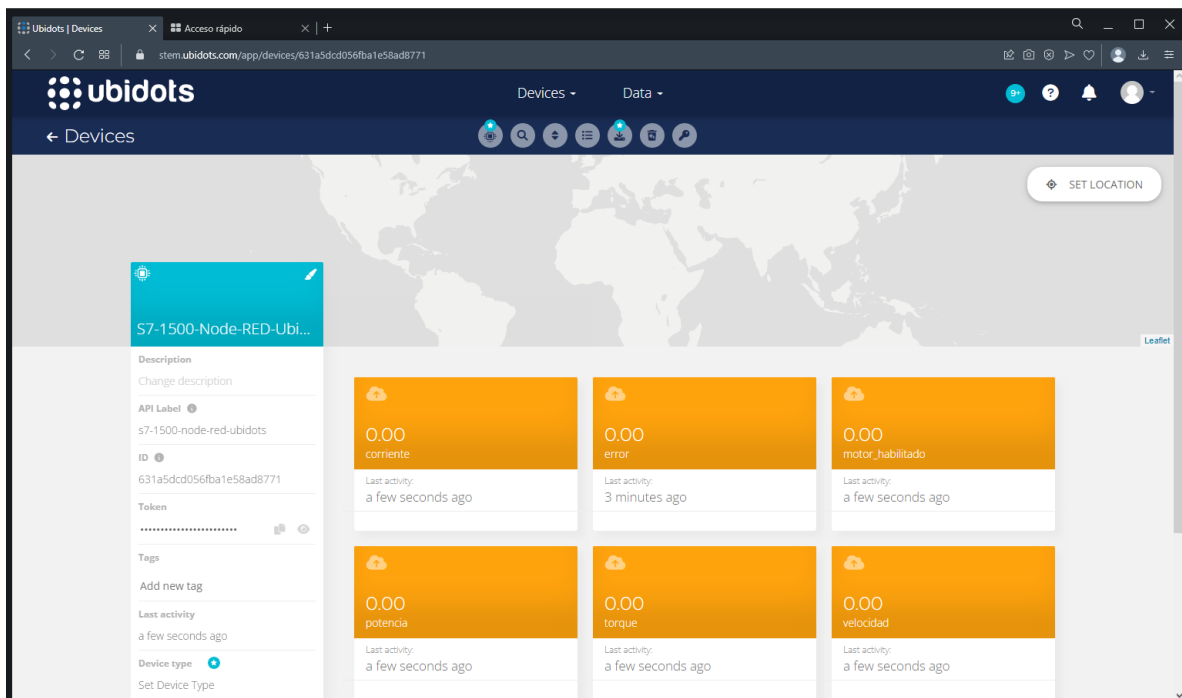 Ubidots | Devices
Acceso rápido
stem.ubidots.com/app/devices/631a5dcd056fba1e58ad8771
ubidots
Devices
Data
9+
?
← Devices
SET LOCATION
S7-1500-Node-RED-Ubi...
Leaflet
Description
Change description
API Label
s7-1500-node-red-ubidots
ID
631a5dcd056fba1e58ad8771
Token
••••••••••••••••••••••••
Tags
Add new tag
Last activity
a few seconds ago
Device type
Set Device Type
0.00
corriente
Last activity:
a few seconds ago
0.00
error
Last activity:
3 minutes ago
0.00
motor_habilitado
Last activity:
a few seconds ago
0.00
potencia
Last activity:
a few seconds ago
0.00
torque
Last activity:
a few seconds ago
0.00
velocidad
Last activity:
a few seconds ago